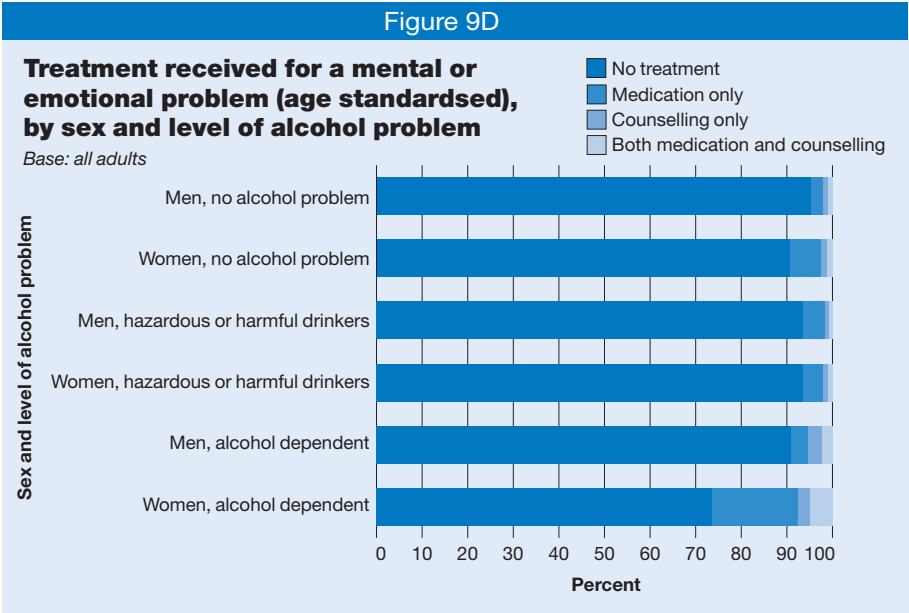 Figure 9D
Treatment received for a mental or
emotional problem (age standardsed),
by sex and level of alcohol problem
Base: all adults
No treatment
Medication only
Counselling only
Both medication and counselling
Sex and level of alcohol problem
Men, no alcohol problem
Women, no alcohol problem
Men, hazardous or harmful drinkers
Women, hazardous or harmful drinkers
Men, alcohol dependent
Women, alcohol dependent
0 10 20 30 40 50 60 70 80 90 100
Percent